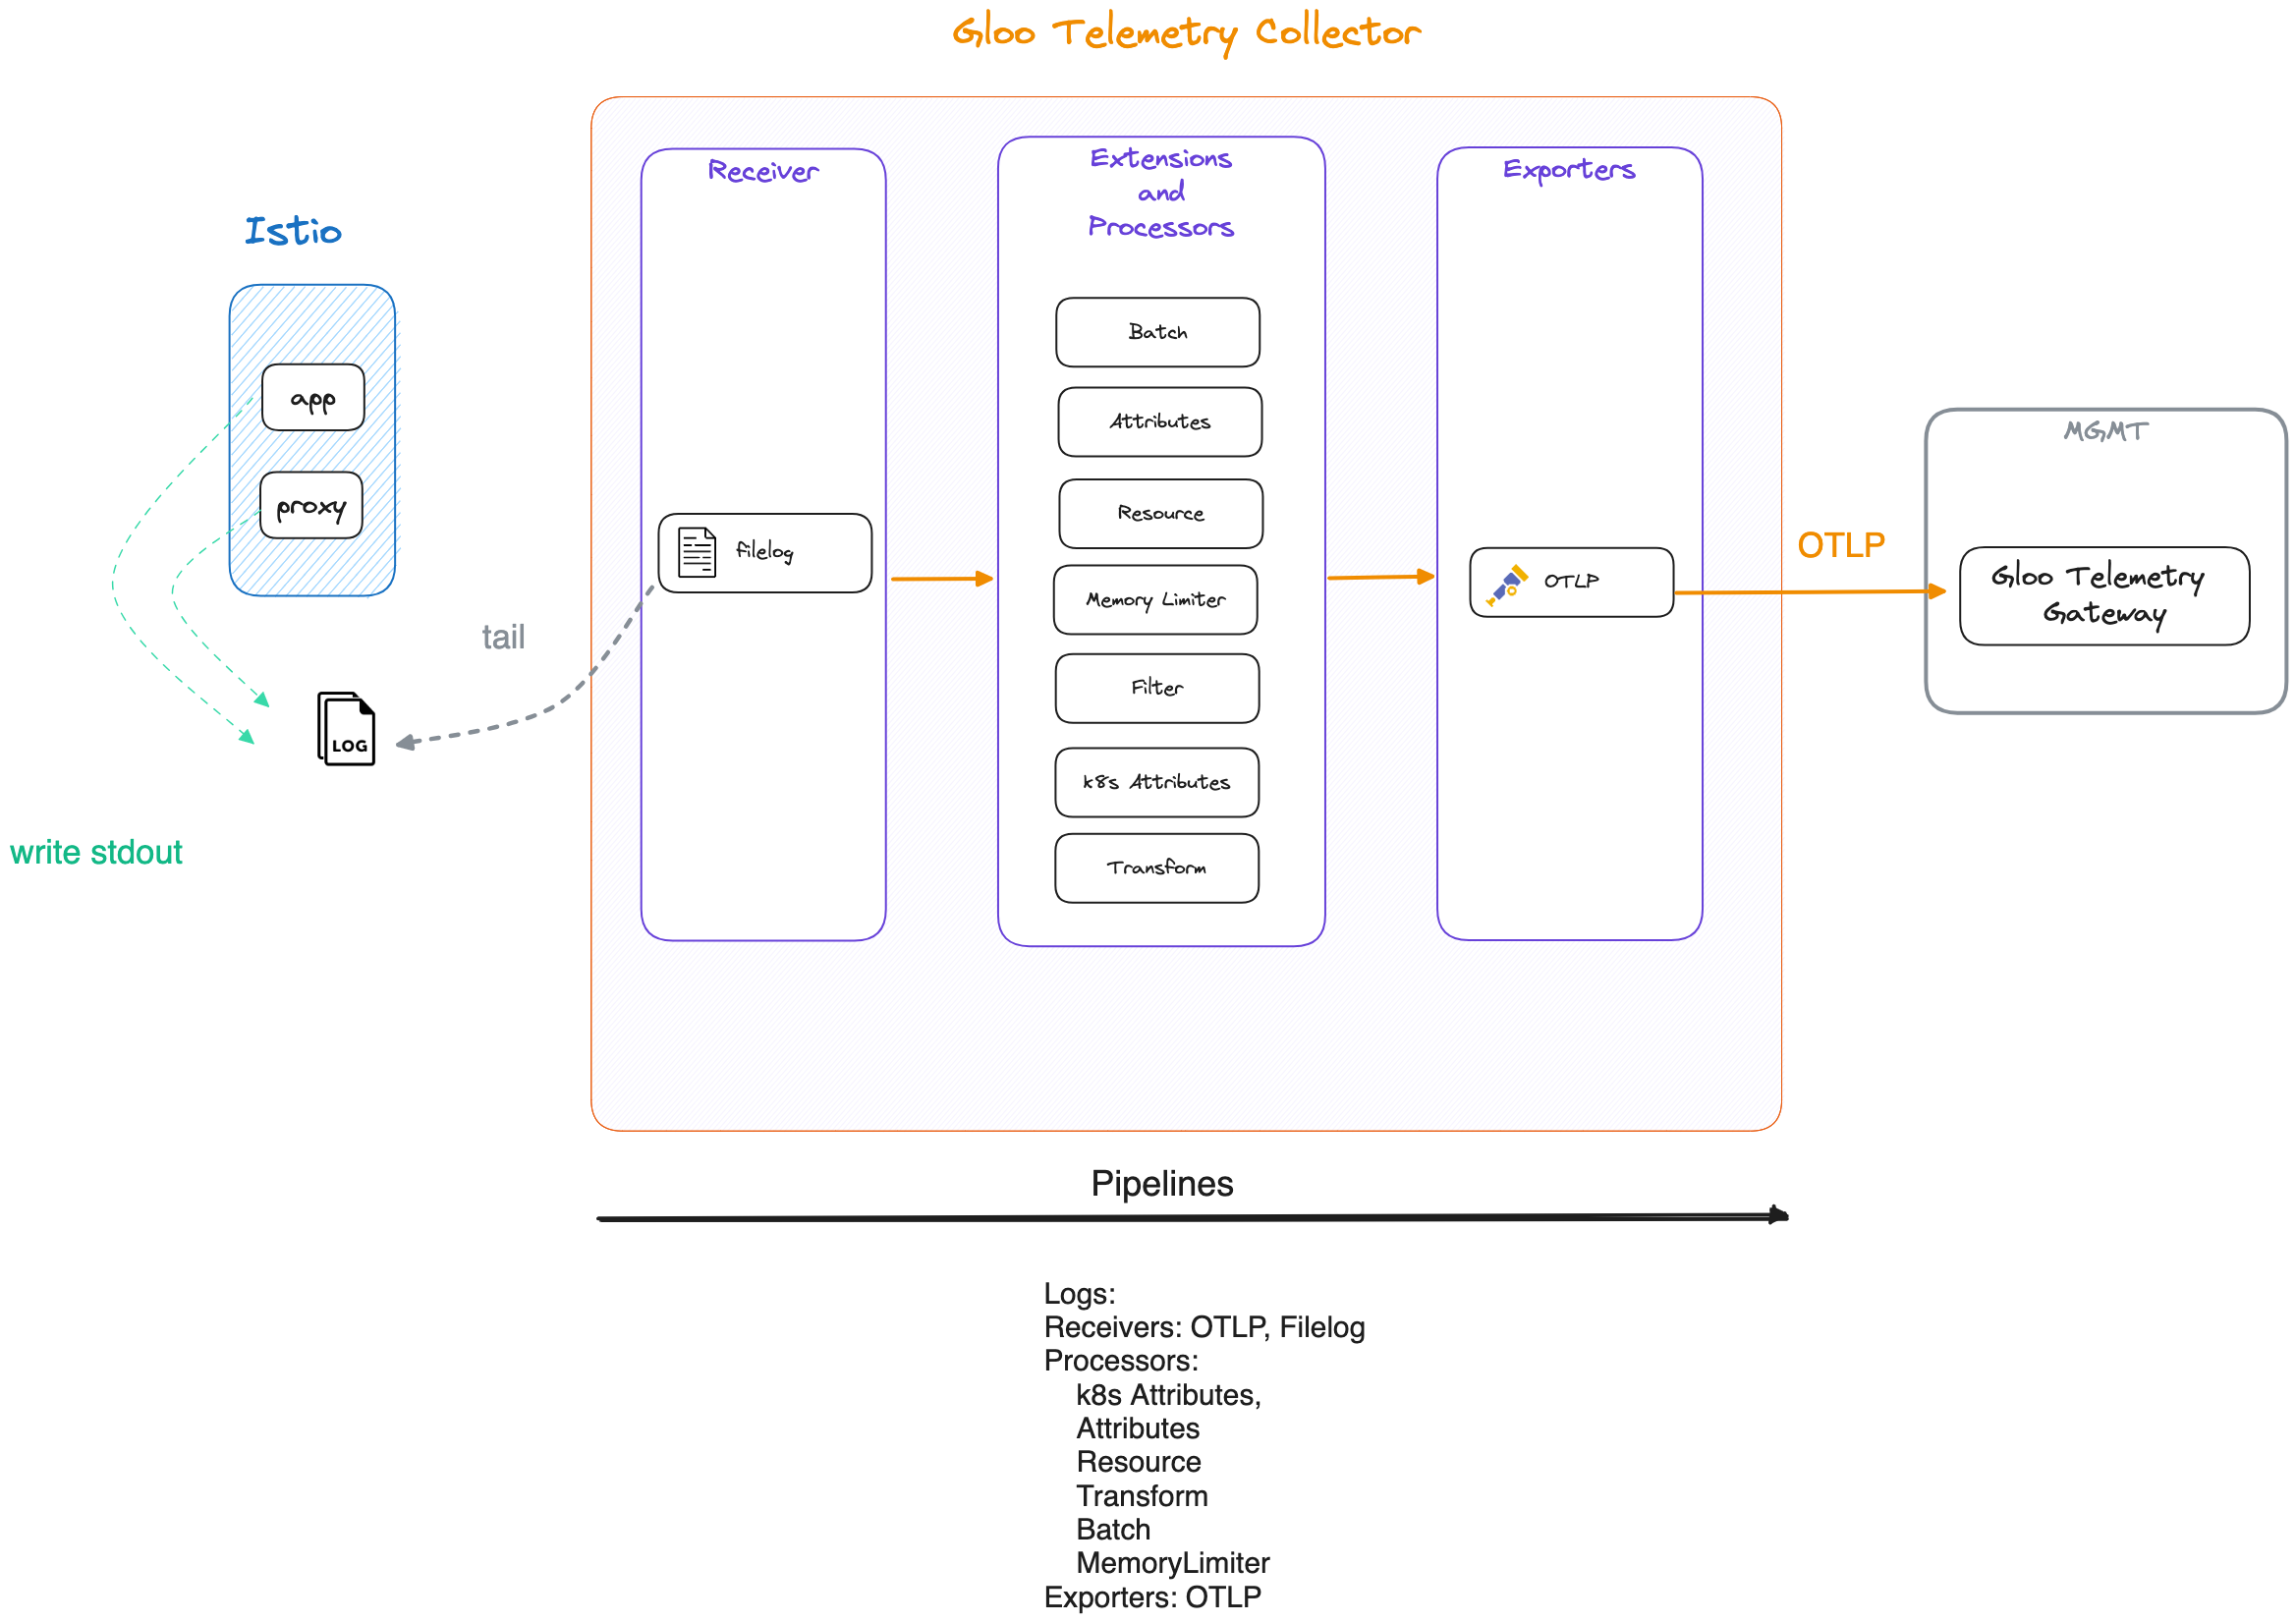 Gloo Telemetry Collector
Istio
app
proxy
LOG
write stdout
tail
Receiver
filelog
Extensions
and
Processors
Batch
Attributes
Resource
Memory Limiter
Filter
k8s Attributes
Transform
Exporters
OTLP
OTLP
MGMT
Gloo Telemetry
Gateway
Pipelines
Logs:
Receivers: OTLP, Filelog
Processors:
k8s Attributes,
Attributes
Resource
Transform
Batch
MemoryLimiter
Exporters: OTLP